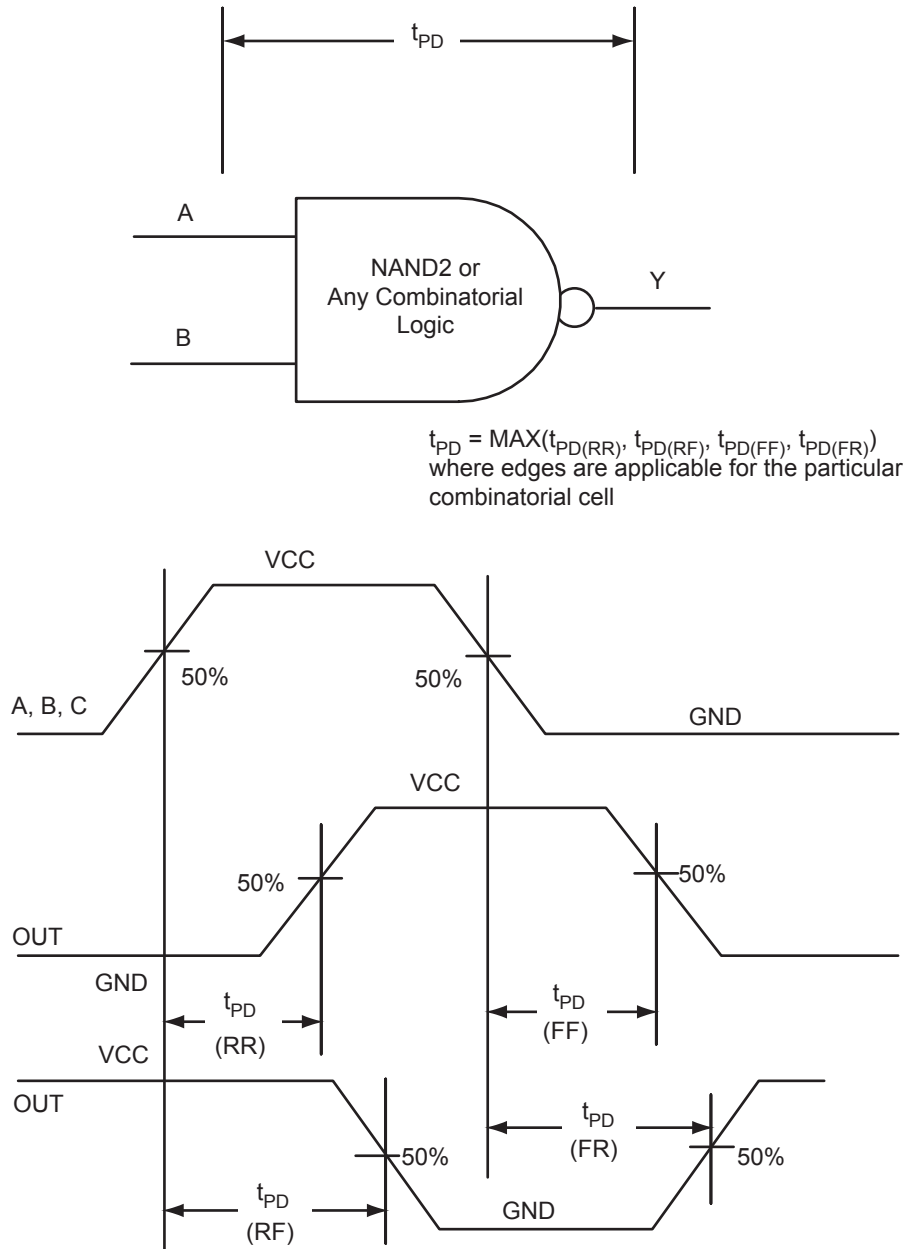 tPD
A
NAND2 or
Any Combinatorial
Logic
Y
B
tPD = MAX(tPD(RR), tPD(RF), tPD(FF), tPD(FR))
where edges are applicable for the particular
combinatorial cell
VCC
50%
50%
A, B, C
GND
VCC
50%
50%
OUT
GND
tPD
(RR)
tPD
(FF)
VCC
OUT
tPD
(FR)
50%
50%
tPD
(RF)
GND